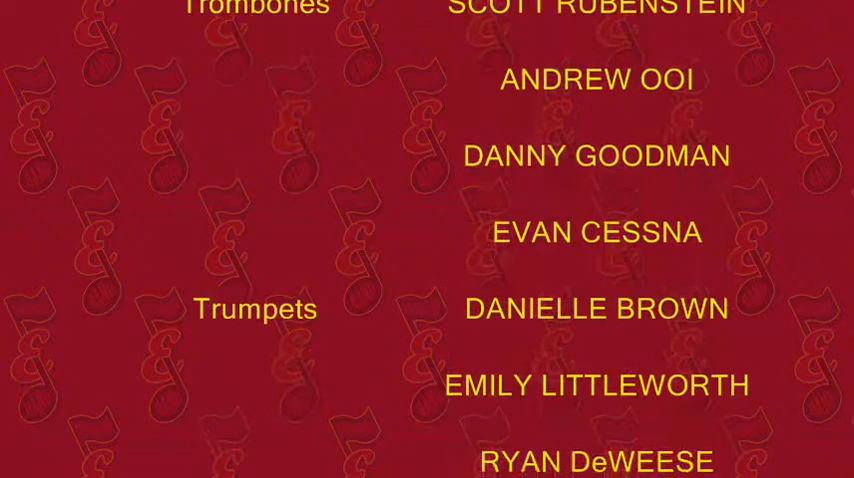 Trombones SCOTT RUBENSTEIN
ANDREW OOI
DANNY GOODMAN
EVAN CESSNA
Trumpets DANIELLE BROWN
EMILY LITTLEWORTH
RYAN DeWEESE